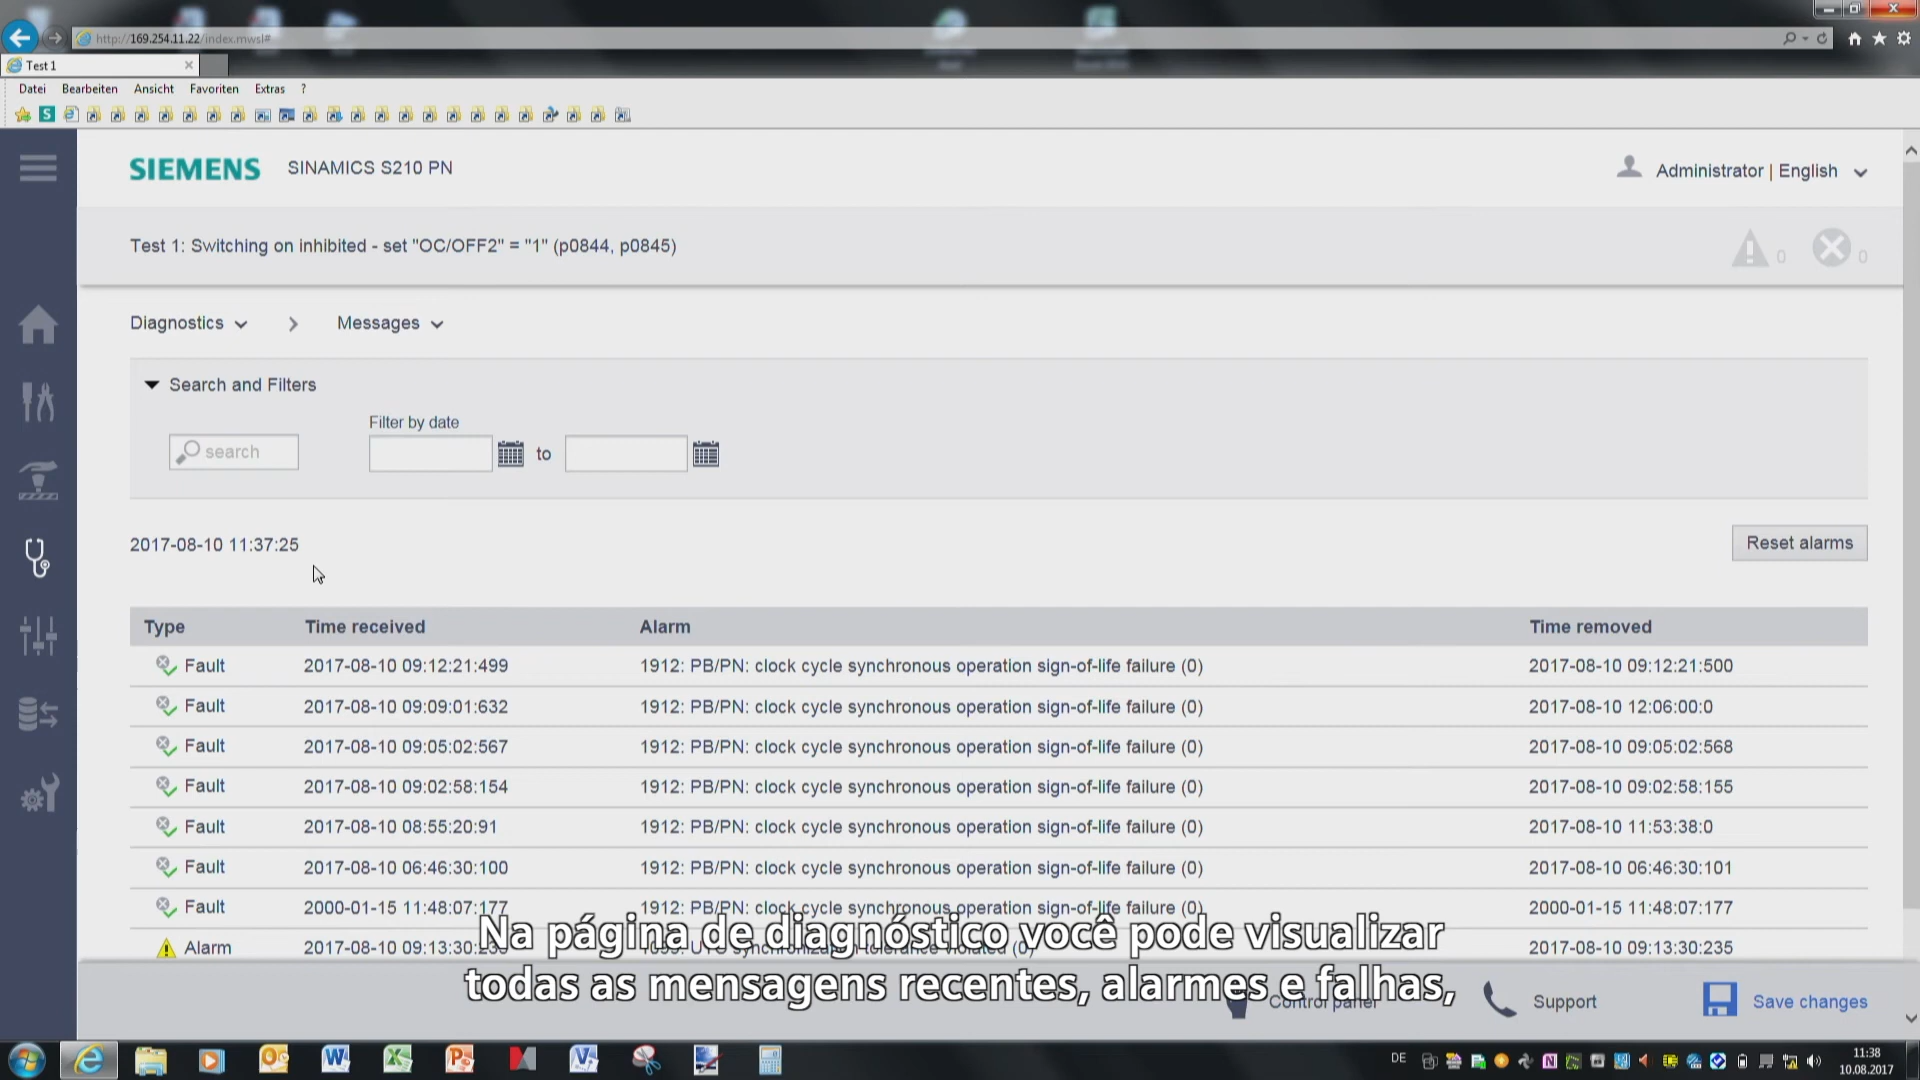 http://169.254.11.22/index.mwsl#
Test 1
Datei Bearbeiten Ansicht Favoriten Extras ?
SIEMENS SINAMICS S210 PN
Administrator | English
Test 1: Switching on inhibited - set "OC/OFF2" = "1" (p0844, p0845)
0 0
Diagnostics Messages
Search and Filters
Filter by date
search to
2017-08-10 11:37:25
Reset alarms
Type Time received Alarm Time removed
Fault 2017-08-10 09:12:21:499 1912: PB/PN: clock cycle synchronous operation sign-of-life failure (0) 2017-08-10 09:12:21:500
Fault 2017-08-10 09:09:01:632 1912: PB/PN: clock cycle synchronous operation sign-of-life failure (0) 2017-08-10 12:06:00:0
Fault 2017-08-10 09:05:02:567 1912: PB/PN: clock cycle synchronous operation sign-of-life failure (0) 2017-08-10 09:05:02:568
Fault 2017-08-10 09:02:58:154 1912: PB/PN: clock cycle synchronous operation sign-of-life failure (0) 2017-08-10 09:02:58:155
Fault 2017-08-10 08:55:20:91 1912: PB/PN: clock cycle synchronous operation sign-of-life failure (0) 2017-08-10 11:53:38:0
Fault 2017-08-10 06:46:30:100 1912: PB/PN: clock cycle synchronous operation sign-of-life failure (0) 2017-08-10 06:46:30:101
Fault 2000-01-15 11:48:07:177 1912: PB/PN: clock cycle synchronous operation sign-of-life failure (0) 2000-01-15 11:48:07:177
Alarm 2017-08-10 2017-08-10 09:13:30:235
Na página de diagnóstico você pode visualizar
todas as mensagens recentes, alarmes e falhas,
Control panel Support Save changes
DE 11:38
10.08.2017